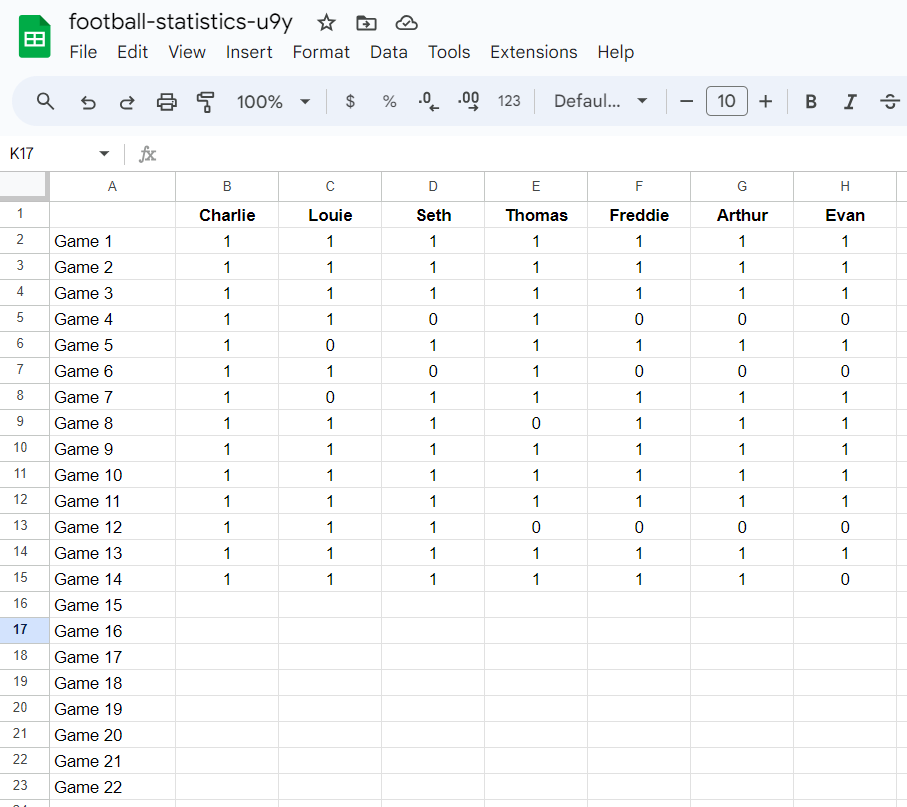 football-statistics-u9y
File Edit View Insert Format Data Tools Extensions Help
100% $ % .0 .00 123 Defaul... 10 B I S
K17 fx
A B C D E F G H
1 Charlie Louie Seth Thomas Freddie Arthur Evan
2 Game 1 1 1 1 1 1 1 1
3 Game 2 1 1 1 1 1 1 1
4 Game 3 1 1 1 1 1 1 1
5 Game 4 1 1 0 1 0 0 0
6 Game 5 1 0 1 1 1 1 1
7 Game 6 1 1 0 1 0 0 0
8 Game 7 1 0 1 1 1 1 1
9 Game 8 1 1 1 0 1 1 1
10 Game 9 1 1 1 1 1 1 1
11 Game 10 1 1 1 1 1 1 1
12 Game 11 1 1 1 1 1 1 1
13 Game 12 1 1 1 0 0 0 0
14 Game 13 1 1 1 1 1 1 1
15 Game 14 1 1 1 1 1 1 0
16 Game 15
17 Game 16
18 Game 17
19 Game 18
20 Game 19
21 Game 20
22 Game 21
23 Game 22